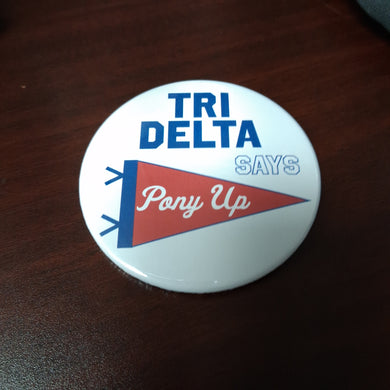 TRI
DELTA
SAYS
Pony Up